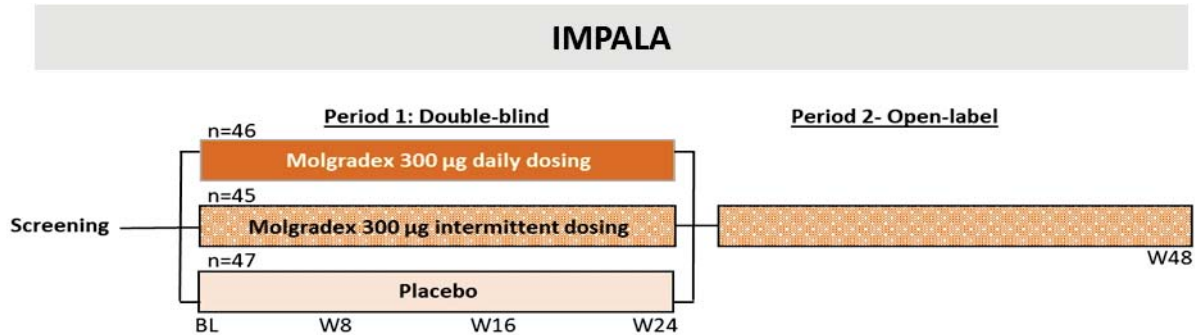 IMPALA
Period 1: Double-blind
Period 2- Open-label
n=46
Molgradex 300 µg daily dosing
n=45
Screening
Molgradex 300 µg intermittent dosing
W48
n=47
Placebo
BL W8 W16 W24